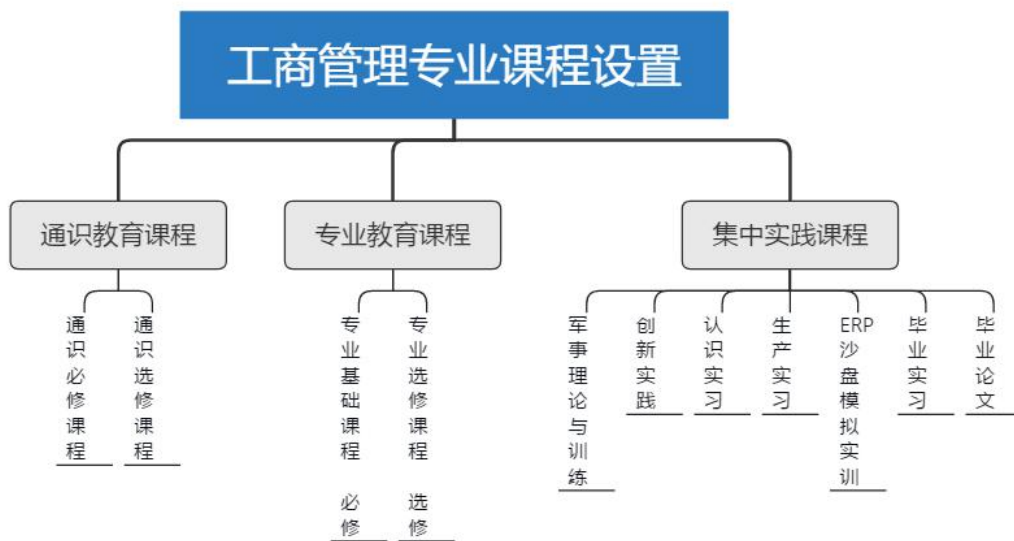 工商管理专业课程设置
通识教育课程
专业教育课程
集中实践课程
通识必修课程
通识选修课程
专业基础课程 必修
专业选修课程 选修
军事理论与训练
创新实践
认识实习
生产实习
ERP沙盘模拟实训
毕业实习
毕业论文